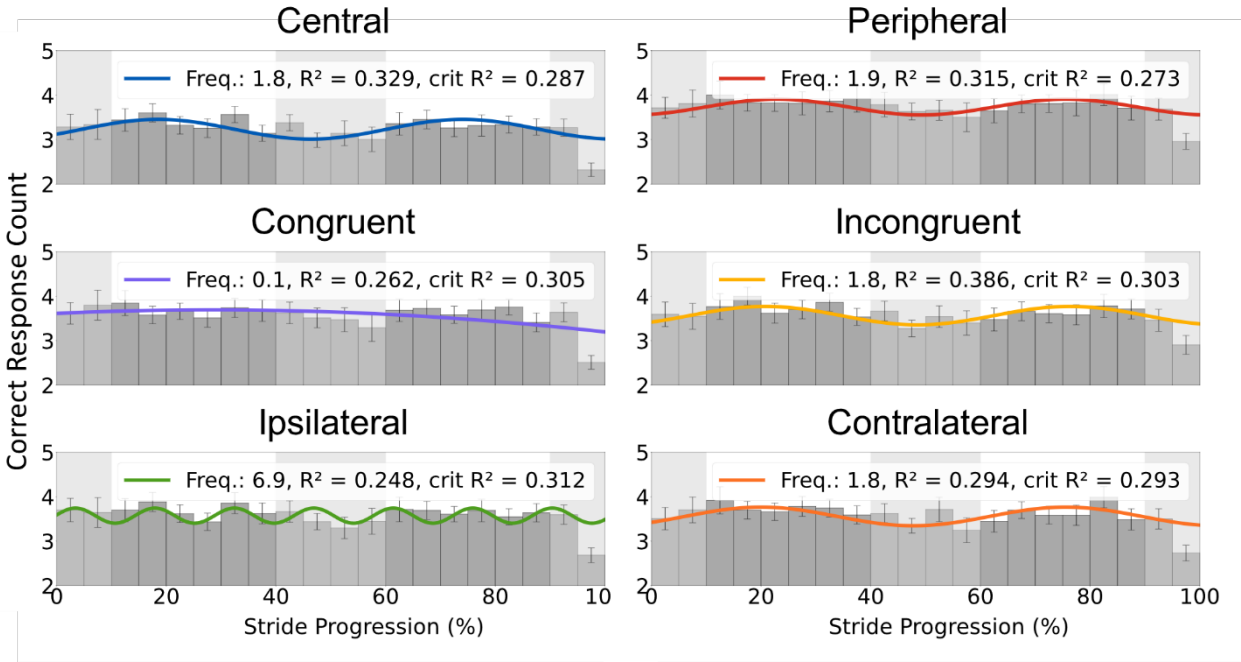 Central
Peripheral
5
4
3
2
Freq.: 1.8, R² = 0.329, crit R² = 0.287
5
4
3
2
Freq.: 1.9, R² = 0.315, crit R² = 0.273
Congruent
Incongruent
Correct Response Count
5
4
3
2
Freq.: 0.1, R² = 0.262, crit R² = 0.305
5
4
3
2
Freq.: 1.8, R² = 0.386, crit R² = 0.303
Ipsilateral
Contralateral
5
4
3
2
Freq.: 6.9, R² = 0.248, crit R² = 0.312
5
4
3
2
Freq.: 1.8, R² = 0.294, crit R² = 0.293
0 20 40 60 80 10
0 20 40 60 80 100
Stride Progression (%)
Stride Progression (%)